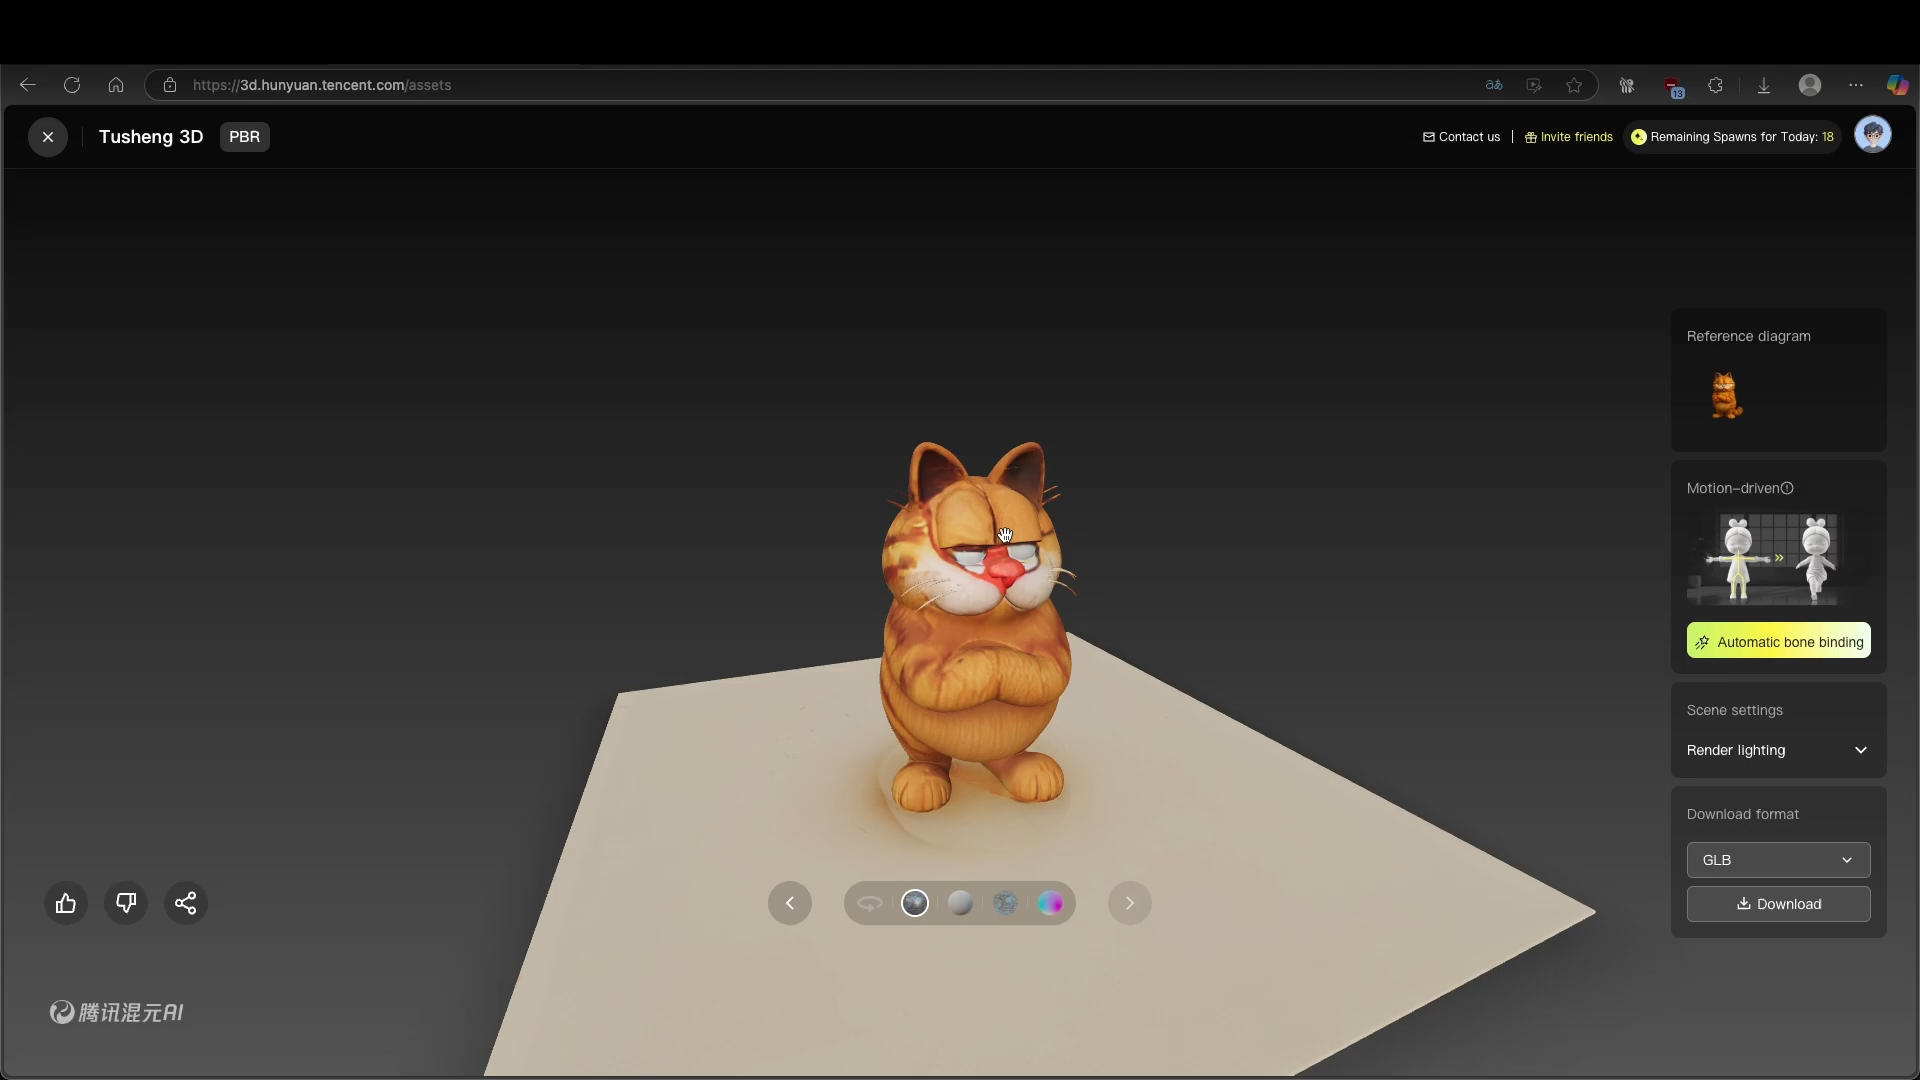 https://3d.hunyuan.tencent.com/assets
13
Tusheng 3D
PBR
Contact us
Invite friends
Remaining Spawns for Today: 18
Reference diagram
Motion-driven
Automatic bone binding
Scene settings
Render lighting
Download format
GLB
Download
腾讯混元AI